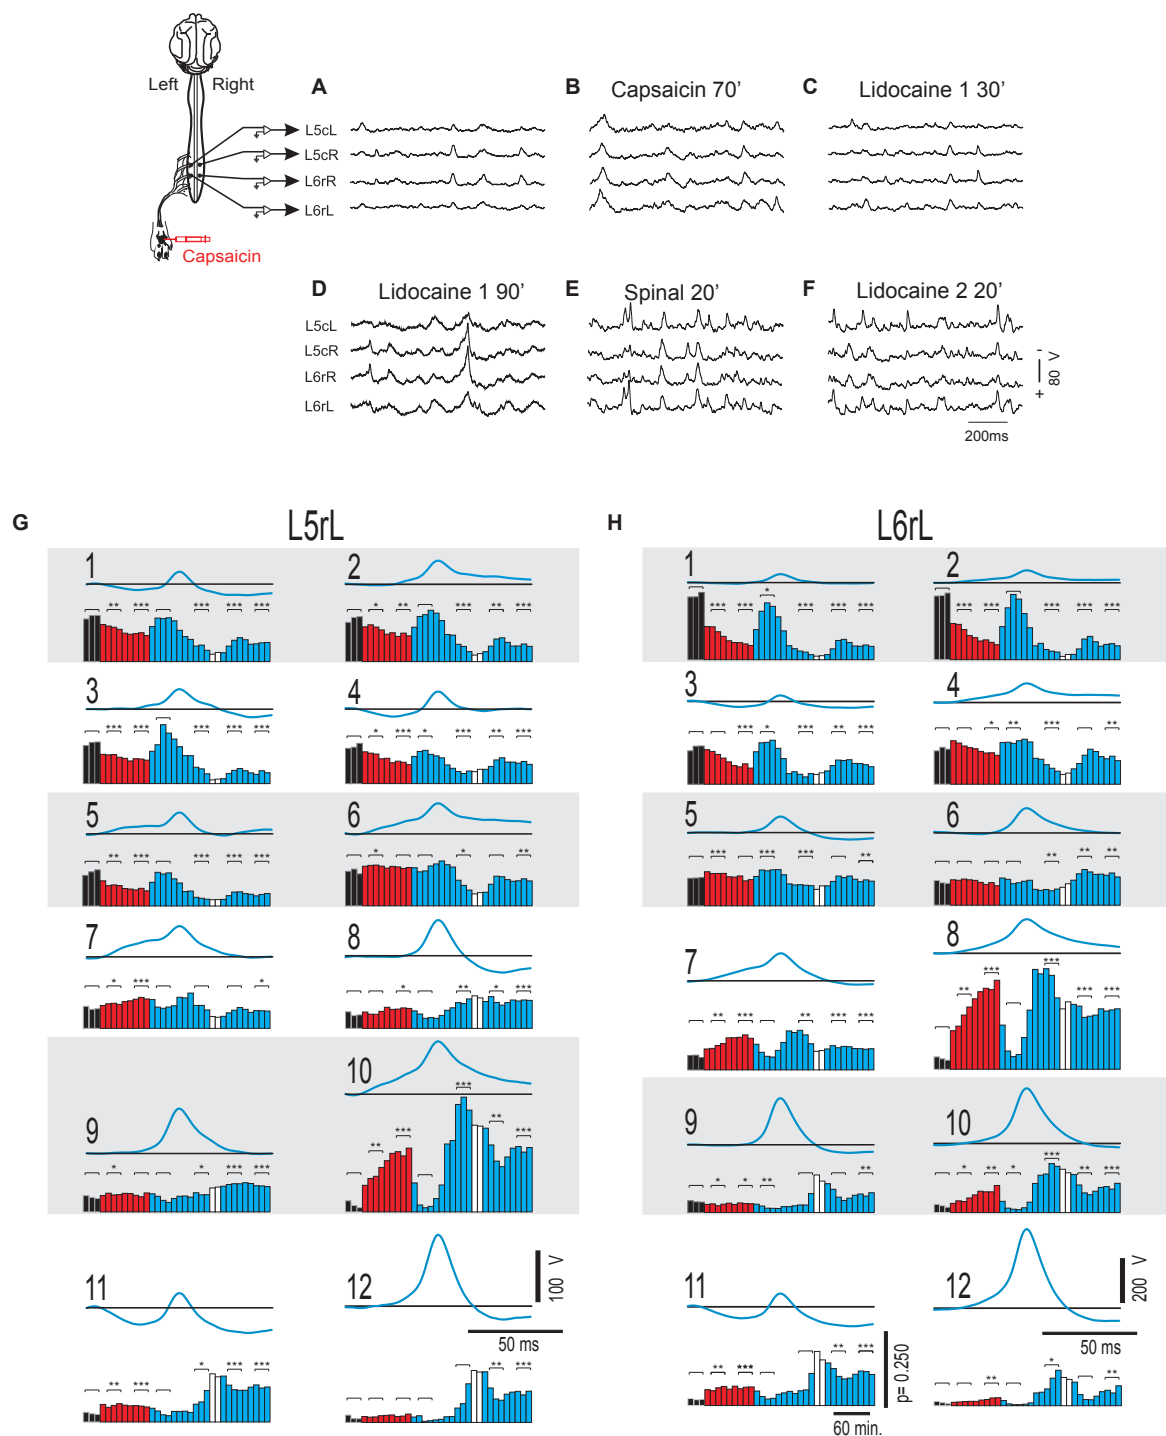 Left Right
Capsaicin
A
L5cL
L5cR
L6rR
L6rL
B Capsaicin 70’
C Lidocaine 1 30’
D Lidocaine 1 90’
L5cL
L5cR
L6rR
L6rL
E Spinal 20’
F Lidocaine 2 20’
-
80 V
+
200ms
G L5rL
1
** *** *** *** ***
2
* ** *** ** ***
3
*** *** *** *** ***
4
* *** * *** ** ***
5
** *** *** *** ***
6
* * **
7
* *** *
8
* ** * ***
9
* * *** ***
10
** *** *** ** ***
11
** *** * *** ***
12
** ***
100 V
50 ms
H L6rL
1
*** *** * *** *** ***
2
*** *** *** *** ***
3
*** * *** ** ***
4
* ** *** **
5
*** *** *** **
6
** ** **
7
** *** ** *** ***
8
** *** *** *** ***
9
* * ** **
10
* ** * *** ** ***
11
** *** ** ***
12
** * **
200 V
50 ms
p= 0.250
60 min.